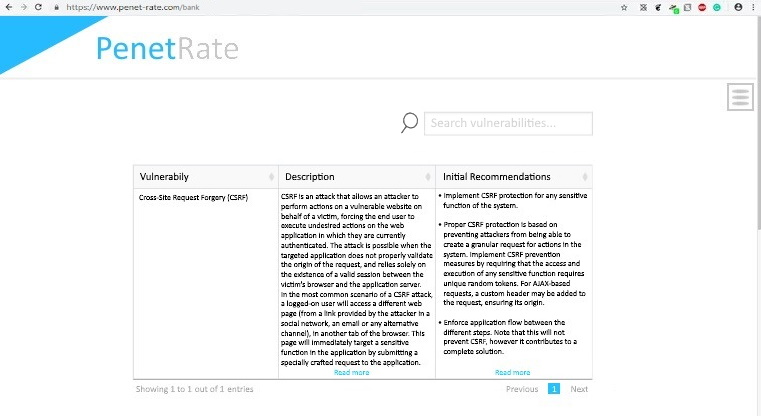 https://www.penet-rate.com/bank
PenetRate
Search vulnerabilities...
Vulnerabily
Description
Initial Recommendations
Cross-Site Request Forgery (CSRF)
CSRF is an attack that allows an attacker to
perform actions on a vulnerable website on
behalf of a victim, forcing the end user to
execute undesired actions on the web
application in which they are currently
authenticated. The attack is possible when the
targeted application does not properly validate
the origin of the request, and relies solely on
the existence of a valid session between the
victim's browser and the application server.
In the most common scenario of a CSRF attack,
a logged-on user will access a different web
page (from a link provided by the attacker in a
social network, an email or any alternative
channel), in another tab of the browser. This
page will immediately target a sensitive
function in the application by submitting a
specially crafted request to the application.
Read more
• Implement CSRF protection for any sensitive
function of the system.
• Proper CSRF protection is based on
preventing attackers from being able to
create a granular request for actions in the
system. Implement CSRF prevention
measures by requiring that the access and
execution of any sensitive function requires
unique random tokens. For AJAX-based
requests, a custom header may be added to
the request, ensuring its origin.
• Enforce application flow between the
different steps. Note that this will not
prevent CSRF, however it contributes to a
complete solution.
Read more
Showing 1 to 1 out of 1 entries
Previous 1 Next